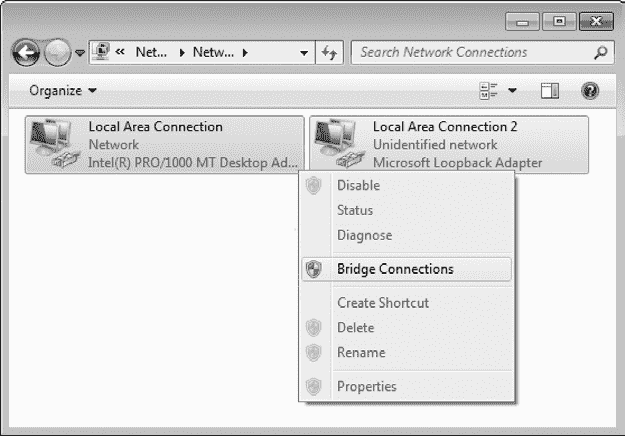 « Net... Netw...
Search Network Connections
Organize
Local Area Connection
Network
Intel(R) PRO/1000 MT Desktop Ad...
Local Area Connection 2
Unidentified network
Microsoft Loopback Adapter
Disable
Status
Diagnose
Bridge Connections
Create Shortcut
Delete
Rename
Properties